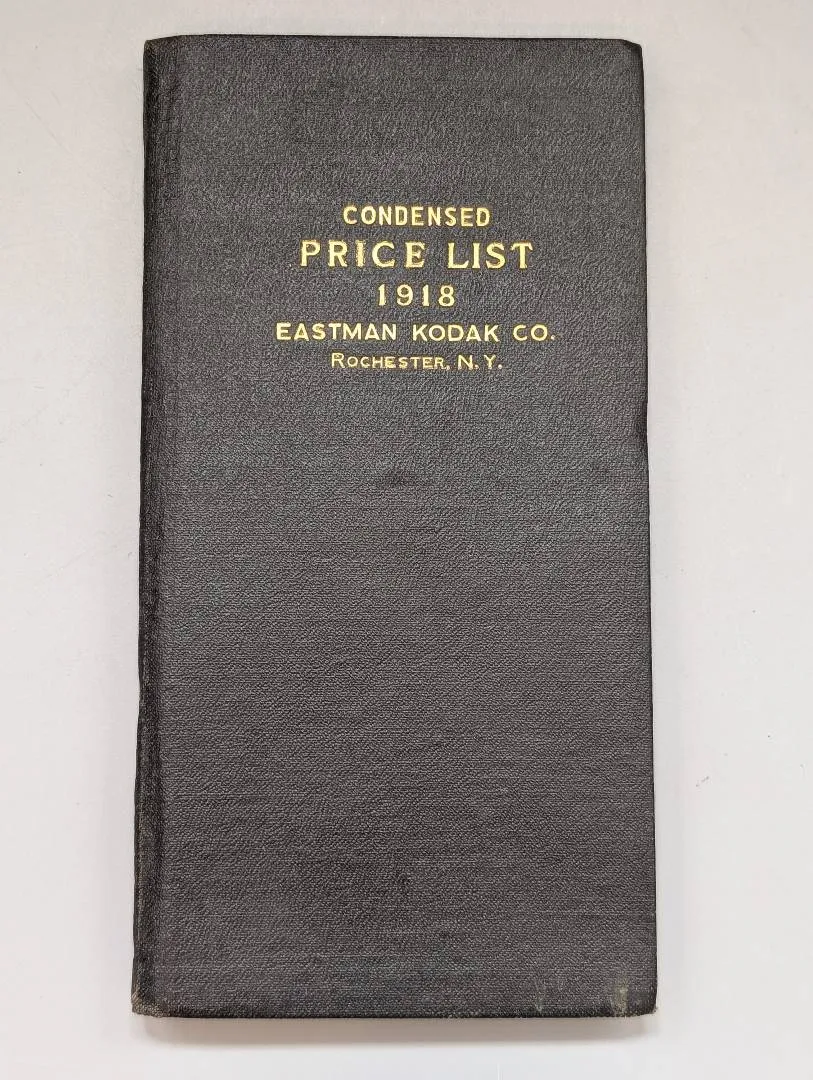 CONDENSED
PRICE LIST
1918
EASTMAN KODAK CO.
ROCHESTER, N. Y.